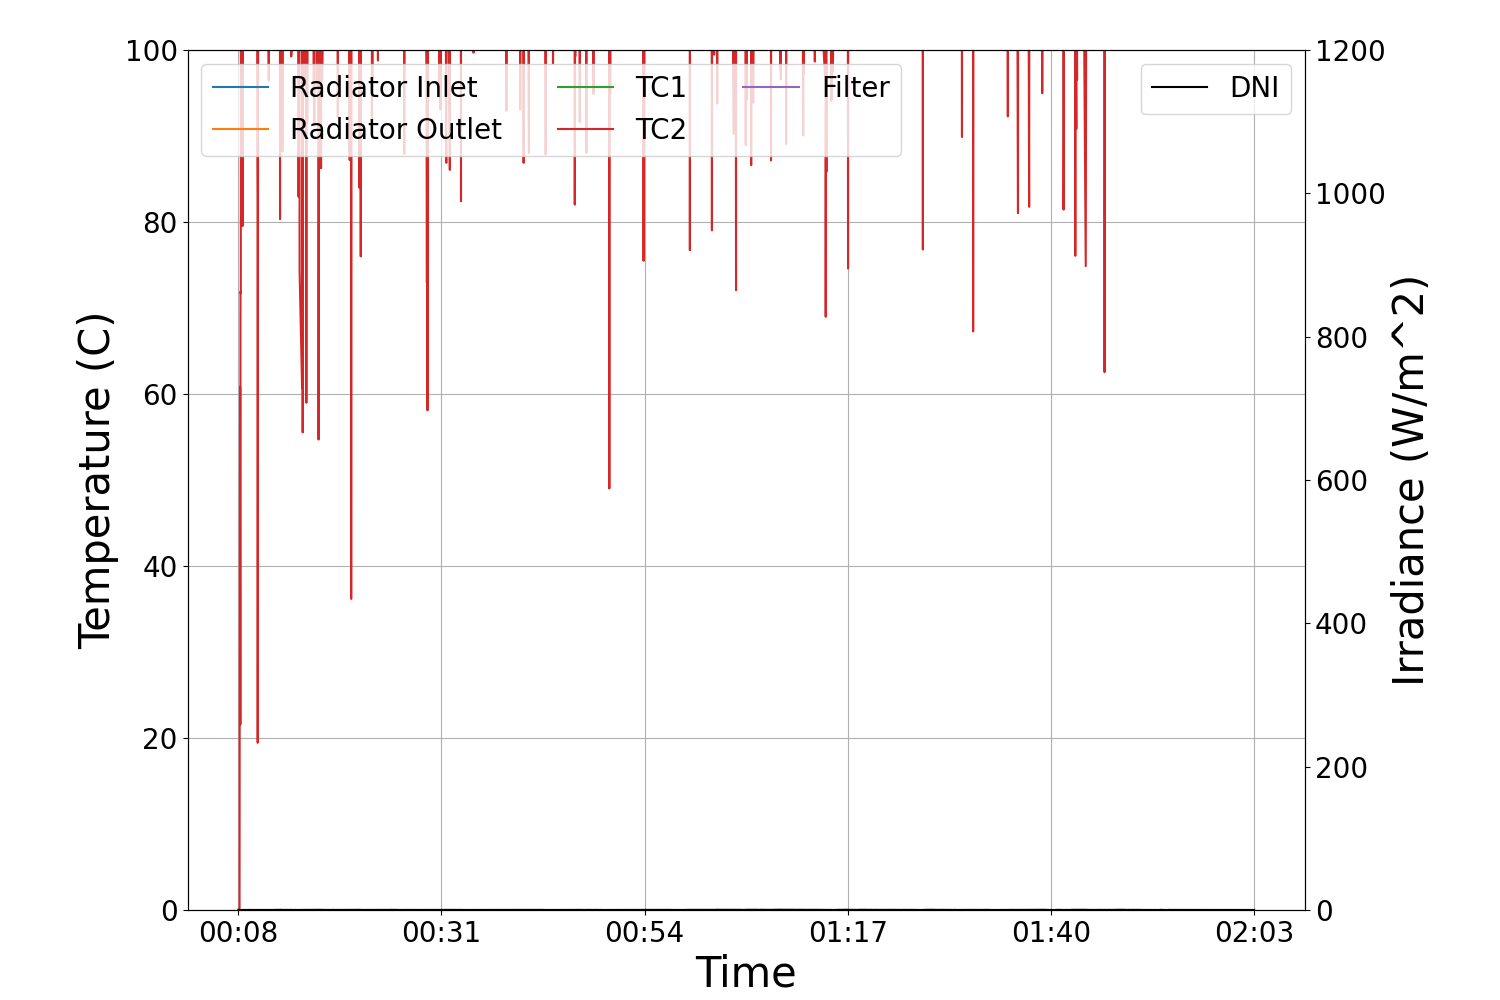 100
80
60
40
20
0
Temperature (C)
Radiator Inlet
Radiator Outlet
TC1
TC2
Filter
DNI
1200
1000
800
600
400
200
0
Irradiance (W/m^2)
00:08
00:31
00:54
01:17
01:40
02:03
Time